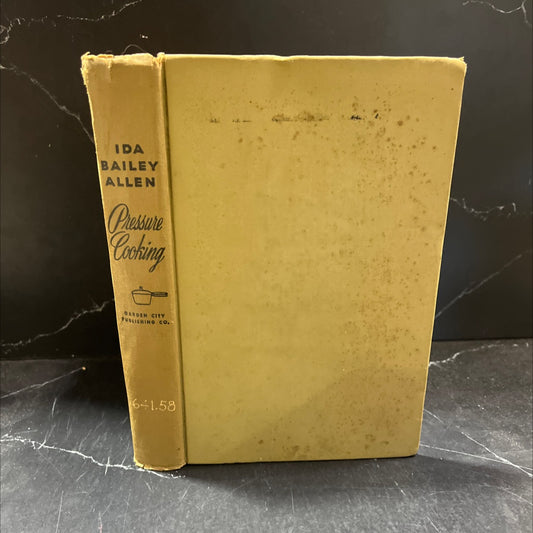 IDA
BAILEY
ALLEN
Pressure
Cooking
GARDEN CITY
PUBLISHING CO.
641.58